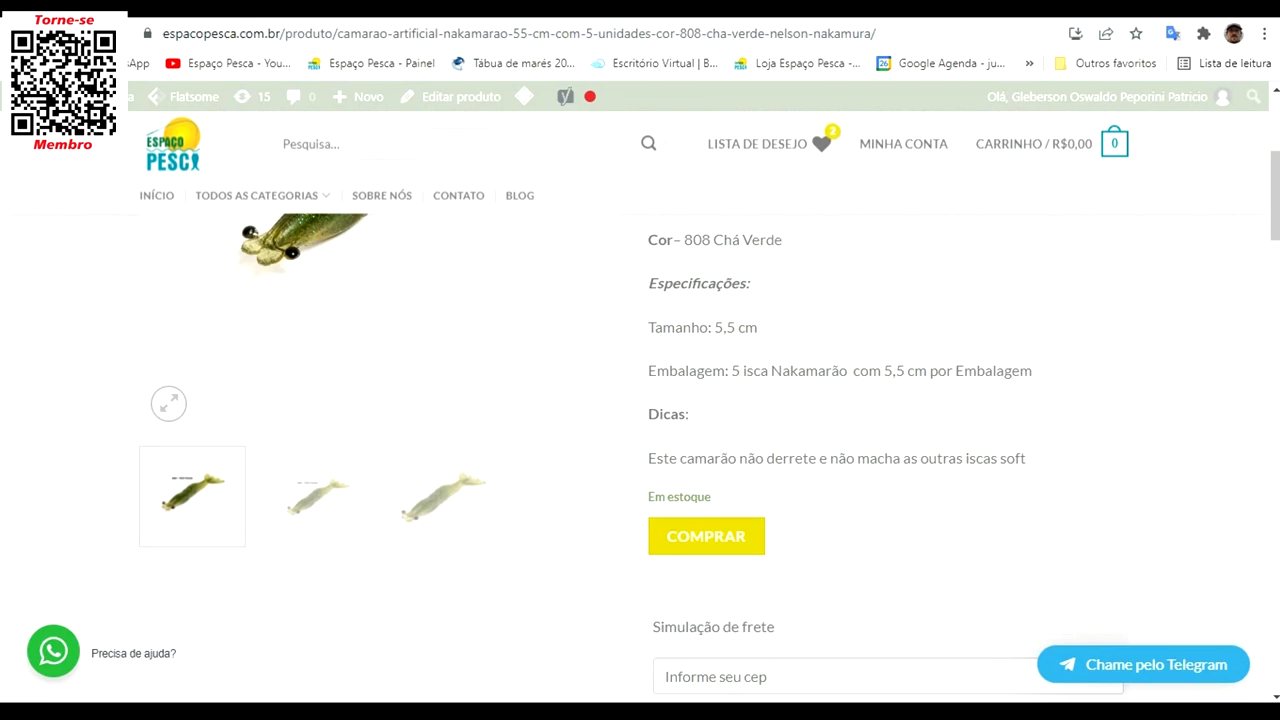 Torne-se
Membro
espacopesca.com.br/produto/camarao-artificial-nakamarao-55-cm-com-5-unidades-cor-808-cha-verde-nelson-nakamura/
App
Espaço Pesca - You...
Espaço Pesca - Painel
Tábua de marés 20...
Escritório Virtual | B...
Loja Espaço Pesca -...
26
Google Agenda - ju...
»
Outros favoritos
Lista de leitura
Flatsome
15
0
Novo
Editar produto
Olá, Gleberson Oswaldo Peporini Patricio
ESPAÇO
PESCA
Pesquisa...
LISTA DE DESEJO
2
MINHA CONTA
CARRINHO / R$0,00
0
INÍCIO
TODOS AS CATEGORIAS
SOBRE NÓS
CONTATO
BLOG
Cor– 808 Chá Verde
Especificações:
Tamanho: 5,5 cm
Embalagem: 5 isca Nakamarão com 5,5 cm por Embalagem
Dicas:
Este camarão não derrete e não macha as outras iscas soft
Em estoque
COMPRAR
Simulação de frete
Informe seu cep
Precisa de ajuda?
Chame pelo Telegram